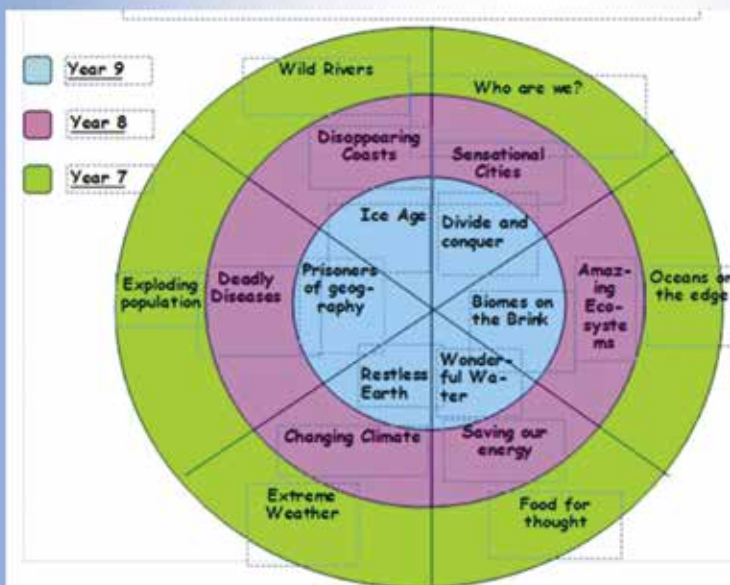 Year 9
Year 8
Year 7
Wild Rivers
Who are we?
Disappearing
Coasts
Sensational
Cities
Ice Age
Divide and
conquer
Exploding
population
Deadly
Diseases
Prisoners
of geog-
raphy
Biomes on
the Brink
Amaz-
ing
Eco-
syste
ms
Oceans on
the edge
Restless
Earth
Wonder-
ful Wa-
ter
Changing Climate
Saving our
energy
Extreme
Weather
Food for
thought